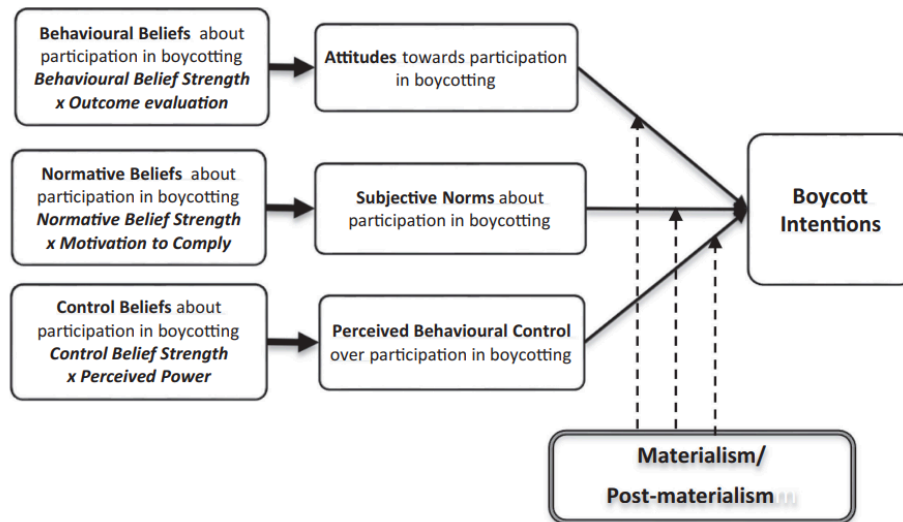 Behavioural Beliefs about
participation in boycotting
Behavioural Belief Strength
x Outcome evaluation
Attitudes towards participation
in boycotting
Normative Beliefs about
participation in boycotting
Normative Belief Strength
x Motivation to Comply
Subjective Norms about
participation in boycotting
Boycott
Intentions
Control Beliefs about
participation in boycotting
Control Belief Strength
x Perceived Power
Perceived Behavioural Control
over participation in boycotting
Materialism/
Post-materialism